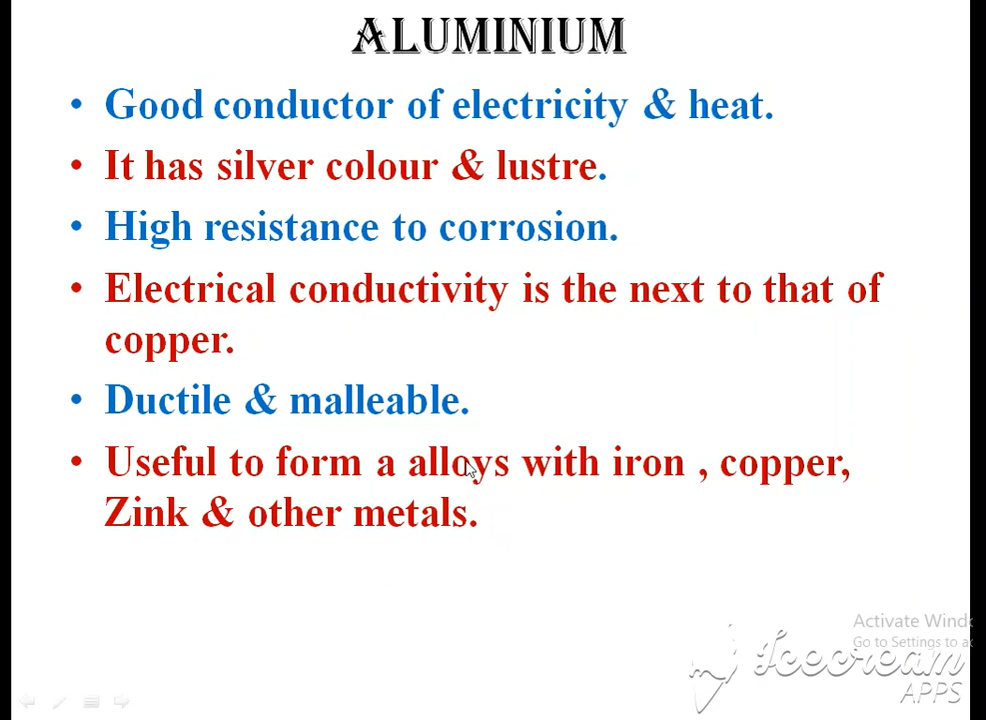 ALUMINIUM
• Good conductor of electricity & heat.
• It has silver colour & lustre.
• High resistance to corrosion.
• Electrical conductivity is the next to that of
copper.
• Ductile & malleable.
• Useful to form a alloys with iron , copper,
Zink & other metals.
Activate Wind
Go to Settings to a
Icecream
APPS